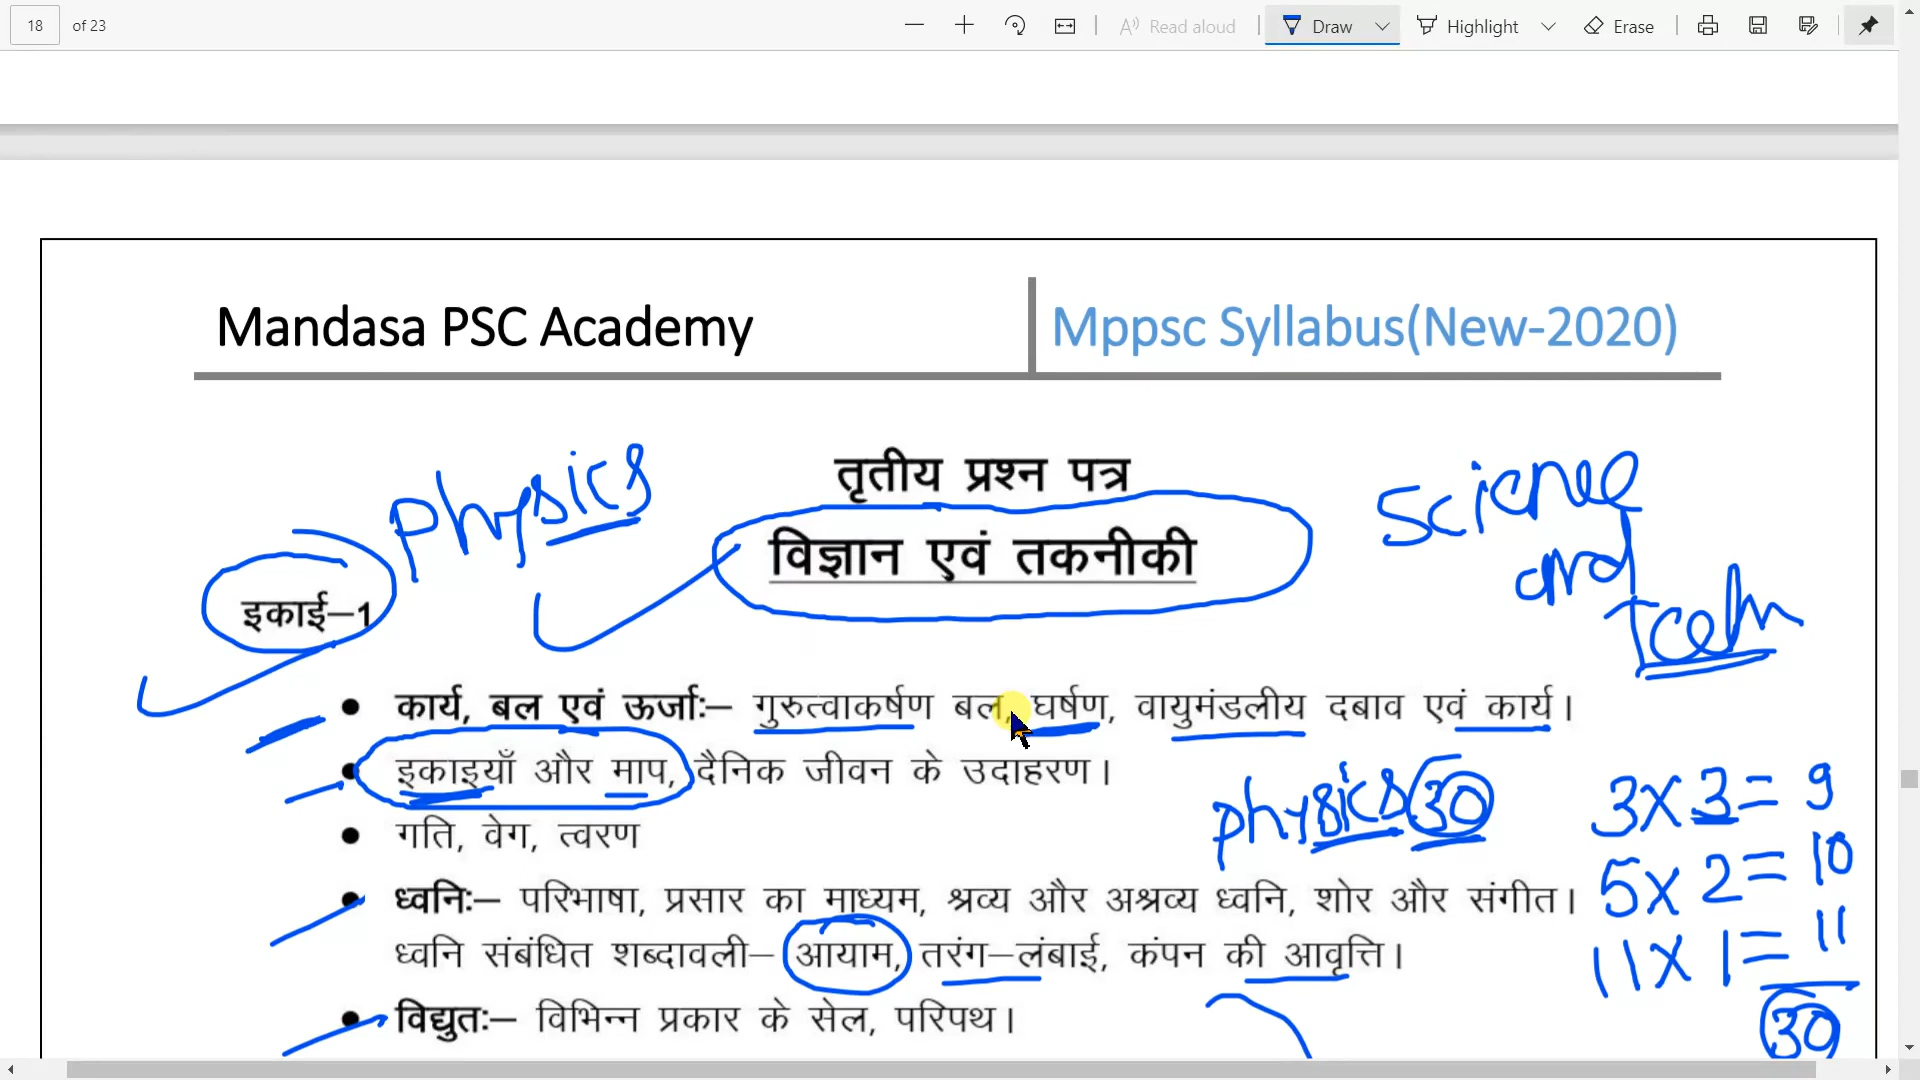 18 of 23 Read aloud Draw Highlight Erase
Mandasa PSC Academy Mppsc Syllabus(New-2020)
तृतीय प्रश्न पत्र
physics विज्ञान एवं तकनीकी Science
and
इकाई–1
• कार्य, बल एवं ऊर्जाः– गुरुत्वाकर्षण बल, घर्षण, वायुमंडलीय दबाव एवं कार्य।
• इकाइयाँ और माप, दैनिक जीवन के उदाहरण।
physics 30 3x3=9
• गति, वेग, त्वरण
5x2=10
• ध्वनिः– परिभाषा, प्रसार का माध्यम, श्रव्य और अश्रव्य ध्वनि, शोर और संगीत।
ध्वनि संबंधित शब्दावली– आयाम, तरंग–लंबाई, कंपन की आवृत्ति।
11x1=11
• विद्युतः– विभिन्न प्रकार के सेल, परिपथ।
30